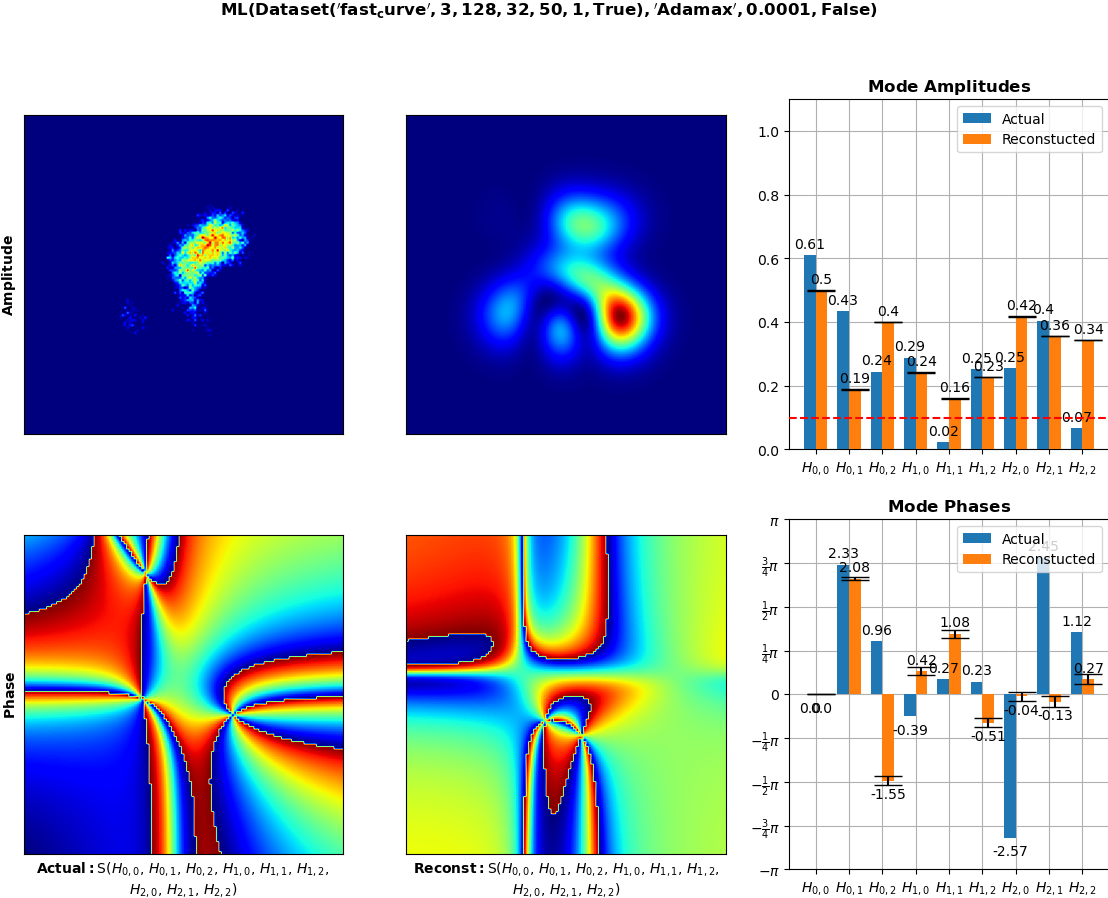 ML(Dataset('fast_curve', 3, 128, 32, 50, 1, True), 'Adamax', 0.0001, False)
Amplitude
Mode Amplitudes
Actual
Reconstucted
1.0
0.8
0.6
0.4
0.2
0.0
0.61
0.5
0.43
0.19
0.24
0.4
0.29
0.24
0.02
0.16
0.25
0.23
0.25
0.42
0.4
0.36
0.07
0.34
H0,0 H0,1 H0,2 H1,0 H1,1 H1,2 H2,0 H2,1 H2,2
Phase
Mode Phases
Actual
Reconstucted
π
3/4π
1/2π
1/4π
0
−1/4π
−1/2π
−3/4π
−π
0.0
0.0
2.33
2.08
0.96
-1.55
-0.39
0.42
0.27
1.08
0.23
-0.51
-2.57
-0.04
2.45
-0.13
1.12
0.27
H0,0 H0,1 H0,2 H1,0 H1,1 H1,2 H2,0 H2,1 H2,2
Actual: S(H0,0, H0,1, H0,2, H1,0, H1,1, H1,2,
H2,0, H2,1, H2,2)
Reconst: S(H0,0, H0,1, H0,2, H1,0, H1,1, H1,2,
H2,0, H2,1, H2,2)